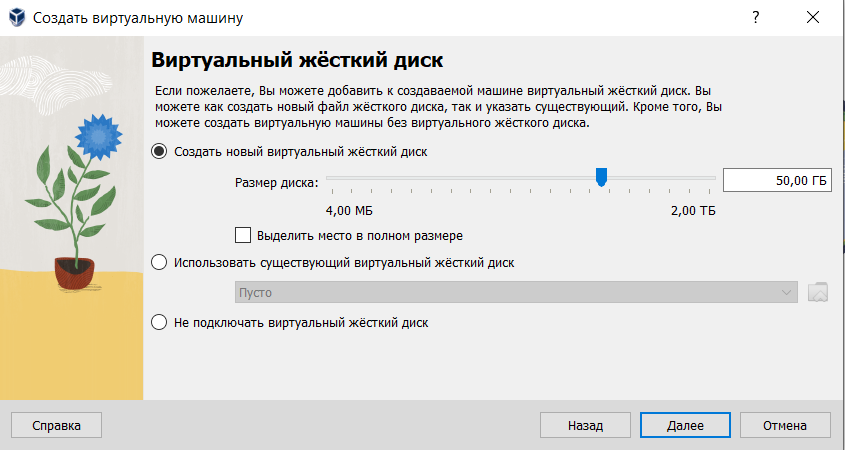 Создать виртуальную машину
?
Виртуальный жёсткий диск
Если пожелаете, Вы можете добавить к создаваемой машине виртуальный жёсткий диск. Вы
можете как создать новый файл жёсткого диска, так и указать существующий. Кроме того, Вы
можете создать виртуальную машины без виртуального жёсткого диска.
Создать новый виртуальный жёсткий диск
Размер диска:
50,00 ГБ
4,00 МБ
2,00 ТБ
Выделить место в полном размере
Использовать существующий виртуальный жёсткий диск
Пусто
Не подключать виртуальный жёсткий диск
Справка
Назад
Далее
Отмена